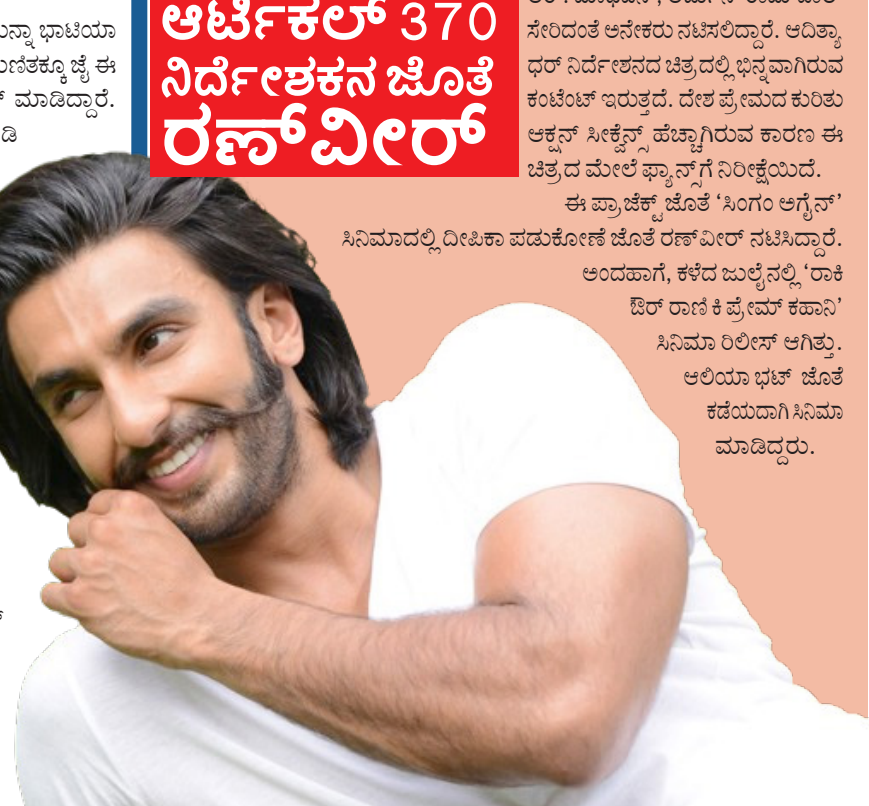 ನ್ನಾ ಭಾಟಿಯಾ
ಣಿತಕ್ಕೂ ಜೈ ಈ
ಮಾಡಿದ್ದಾರೆ.
ಡಿ
ಆರ್ಟಿಕಲ್ 370
ನಿರ್ದೇಶಕನ ಜೊತೆ
ರಣ್‌ವೀರ್
ಸೇರಿದಂತೆ ಅನೇಕರು ನಟಿಸಲಿದ್ದಾರೆ. ಆದಿತ್ಯಾ
ಧರ್ ನಿರ್ದೇಶನದ ಚಿತ್ರದಲ್ಲಿ ಭಿನ್ನವಾಗಿರುವ
ಕಂಟೆಂಟ್ ಇರುತ್ತದೆ. ದೇಶ ಪ್ರೇಮದ ಕುರಿತು
ಆಕ್ಷನ್ ಸೀಕ್ವೆನ್ಸ್ ಹೆಚ್ಚಾಗಿರುವ ಕಾರಣ ಈ
ಚಿತ್ರದ ಮೇಲೆ ಫ್ಯಾನ್ಸ್‌ಗೆ ನಿರೀಕ್ಷೆಯಿದೆ.
ಈ ಪ್ರಾಜೆಕ್ಟ್ ಜೊತೆ ‘ಸಿಂಗಂ ಅಗೈನ್’
ಸಿನಿಮಾದಲ್ಲಿ ದೀಪಿಕಾ ಪಡುಕೋಣೆ ಜೊತೆ ರಣ್‌ವೀರ್ ನಟಿಸಿದ್ದಾರೆ.
ಅಂದಹಾಗೆ, ಕಳೆದ ಜುಲೈನಲ್ಲಿ ‘ರಾಕಿ
ಔರ್ ರಾಣಿ ಕಿ ಪ್ರೇಮ್ ಕಹಾನಿ’
ಸಿನಿಮಾ ರಿಲೀಸ್ ಆಗಿತ್ತು.
ಆಲಿಯಾ ಭಟ್ ಜೊತೆ
ಕಡೆಯದಾಗಿ ಸಿನಿಮಾ
ಮಾಡಿದ್ದರು.